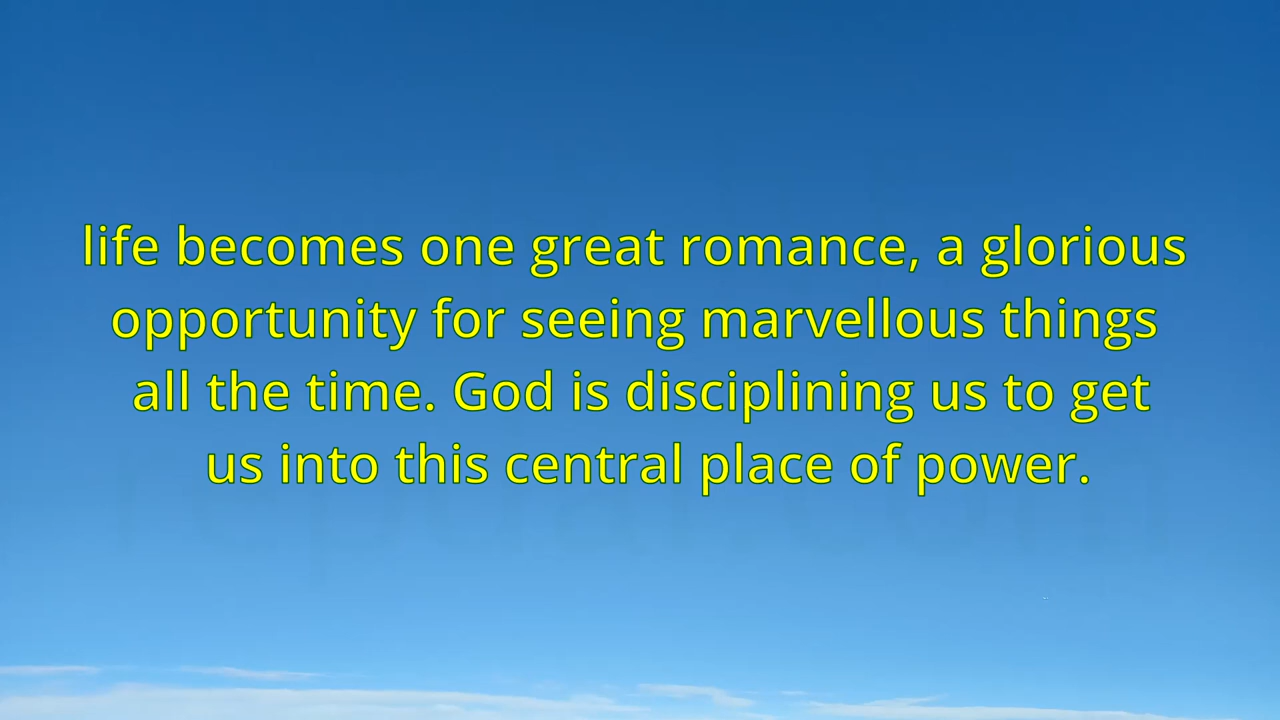 life becomes one great romance, a glorious
opportunity for seeing marvellous things
all the time. God is disciplining us to get
us into this central place of power.